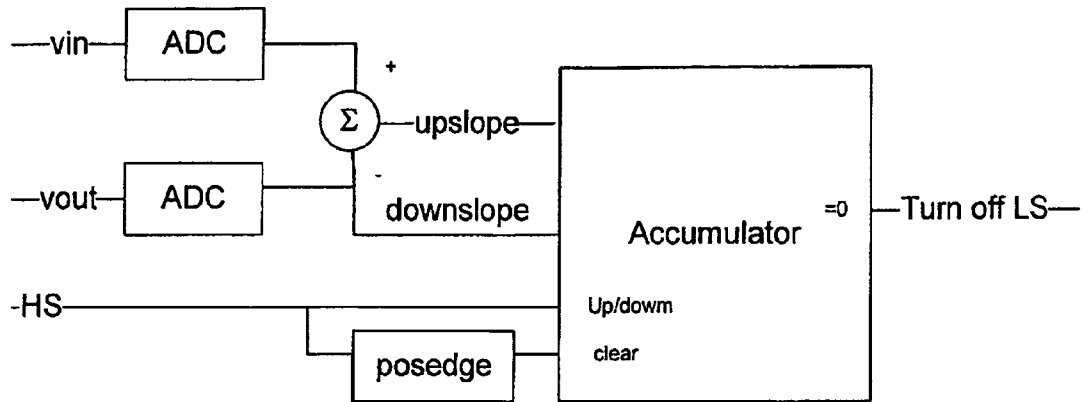 vin
ADC
+
Σ
upslope
-
vout
ADC
downslope
=0
Turn off LS
Accumulator
HS
Up/dowm
posedge
clear